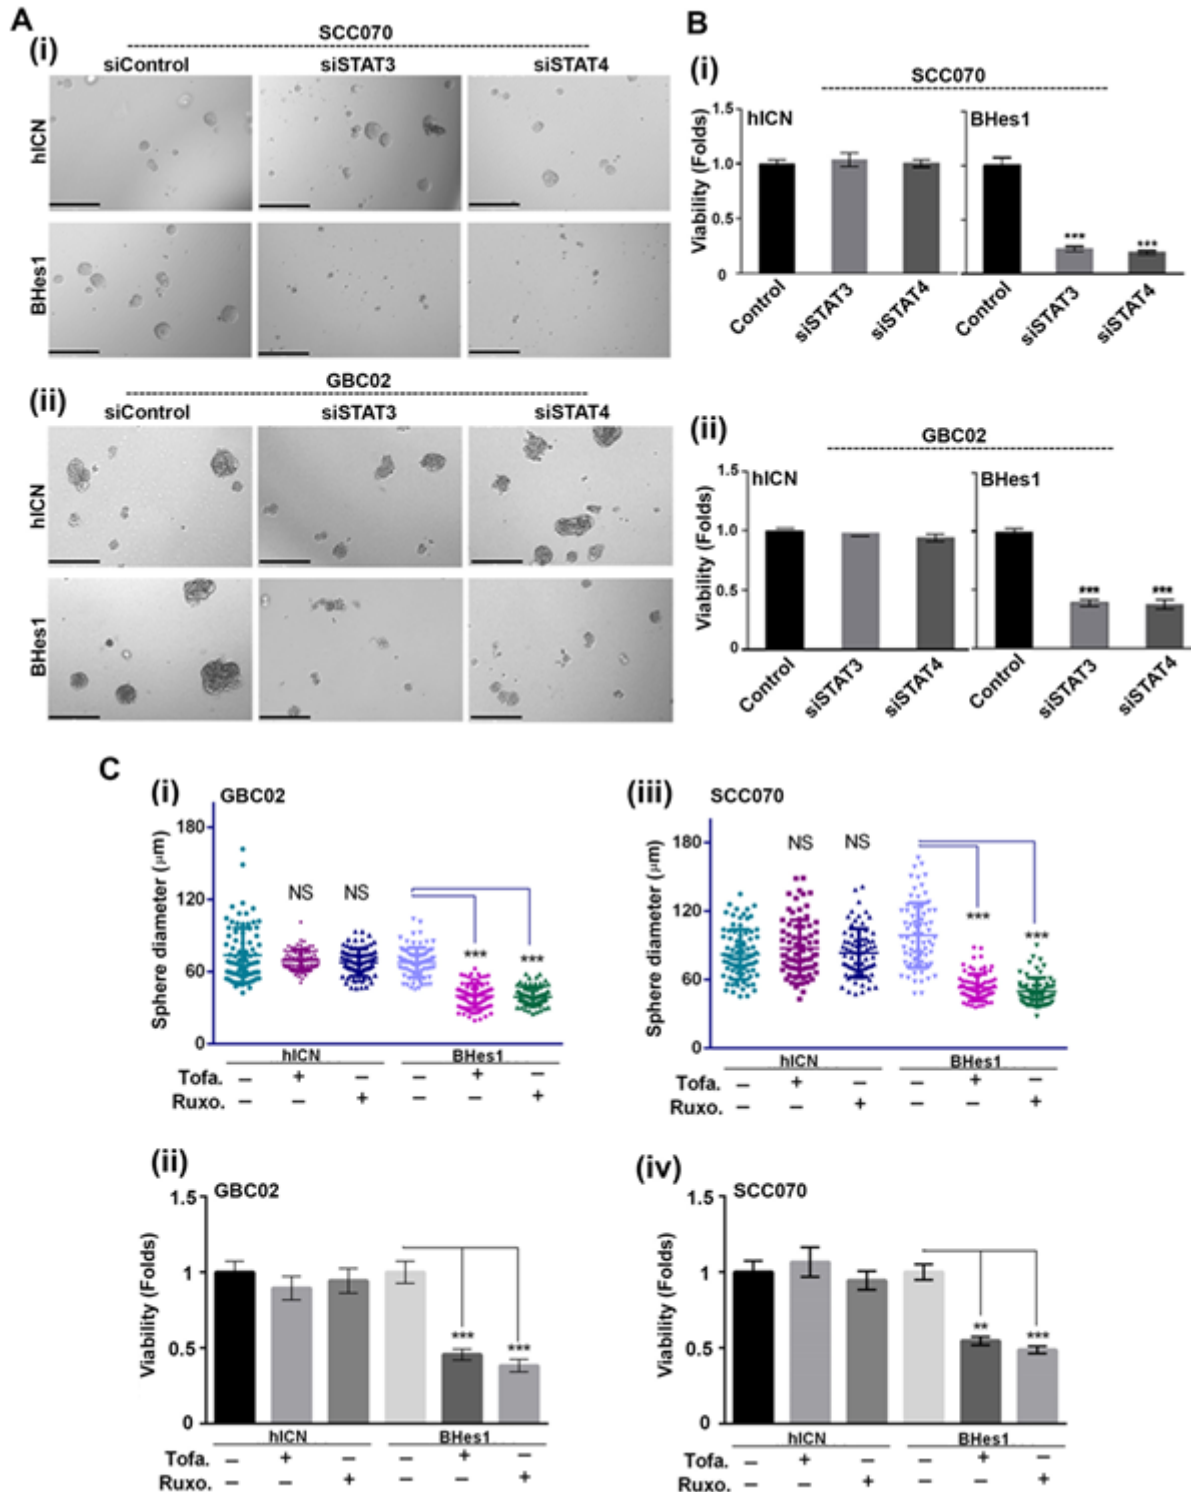 A
(i)
SCC070
siControl siSTAT3 siSTAT4
hICN
BHes1
(ii)
GBC02
siControl siSTAT3 siSTAT4
hICN
BHes1
B
(i)
SCC070
hICN BHes1
Viability (Folds)
1.5
1.0
0.5
0
*** ***
Control siSTAT3 siSTAT4 Control siSTAT3 siSTAT4
(ii)
GBC02
hICN BHes1
Viability (Folds)
1.5
1.0
0.5
0
*** ***
Control siSTAT3 siSTAT4 Control siSTAT3 siSTAT4
C
(i)
GBC02
Sphere diameter (μm)
180
120
60
0
NS NS
*** ***
hICN BHes1
Tofa. – + – – + –
Ruxo. – – + – – +
(iii)
SCC070
Sphere diameter (μm)
180
120
60
0
NS NS
***
***
hICN BHes1
Tofa. – + – – + –
Ruxo. – – + – – +
(ii)
GBC02
Viability (Folds)
1.5
1
0.5
0
*** ***
hICN BHes1
Tofa. – + – – + –
Ruxo. – – + – – +
(iv)
SCC070
Viability (Folds)
1.5
1
0.5
0
** ***
hICN BHes1
Tofa. – + – – + –
Ruxo. – – + – – +